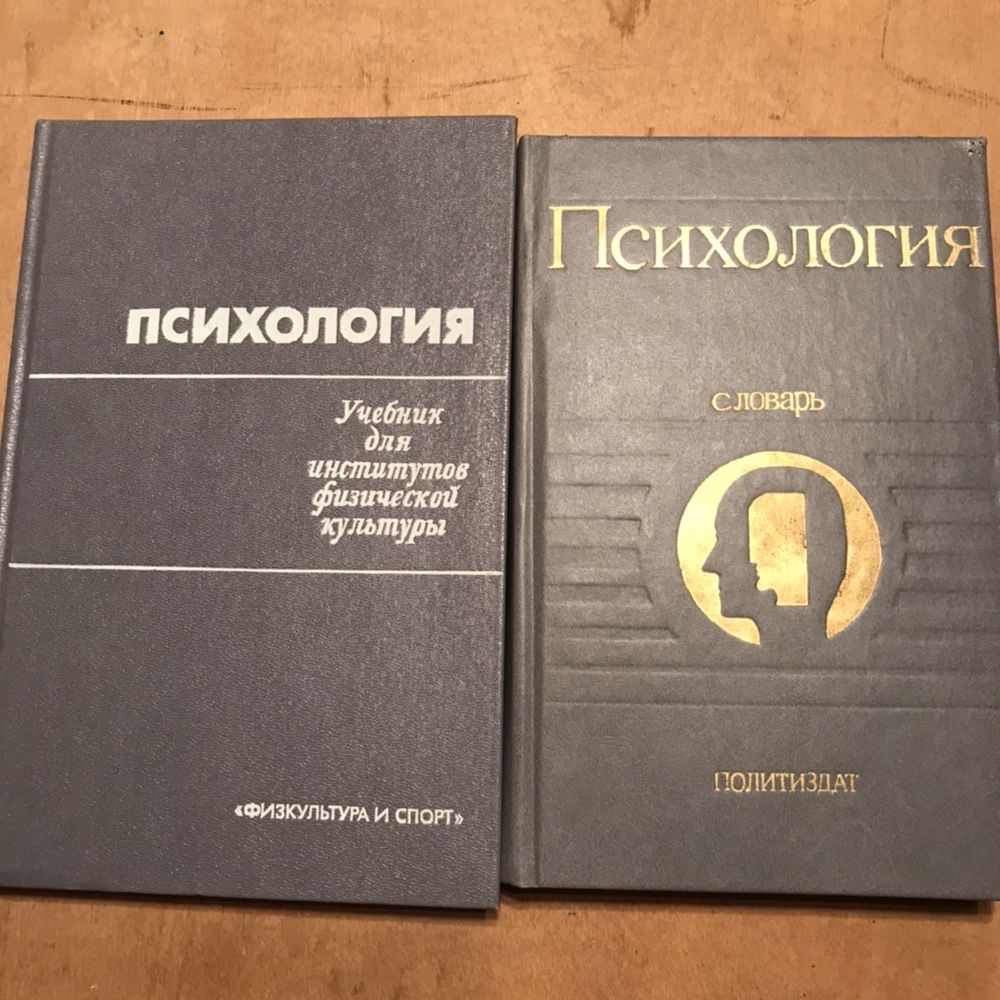 ПСИХОЛОГИЯ
Учебник
для
институтов
физической
культуры
«ФИЗКУЛЬТУРА И СПОРТ»
Психология
словарь
ПОЛИТИЗДАТ